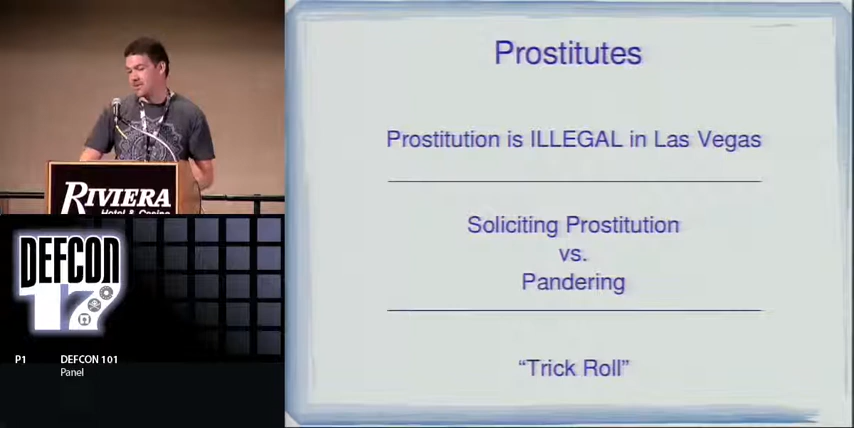 RIVIERA
Hotel & Casino
DEFCON
17
P1 DEFCON 101
Panel
Prostitutes
Prostitution is ILLEGAL in Las Vegas
Soliciting Prostitution
vs.
Pandering
“Trick Roll”